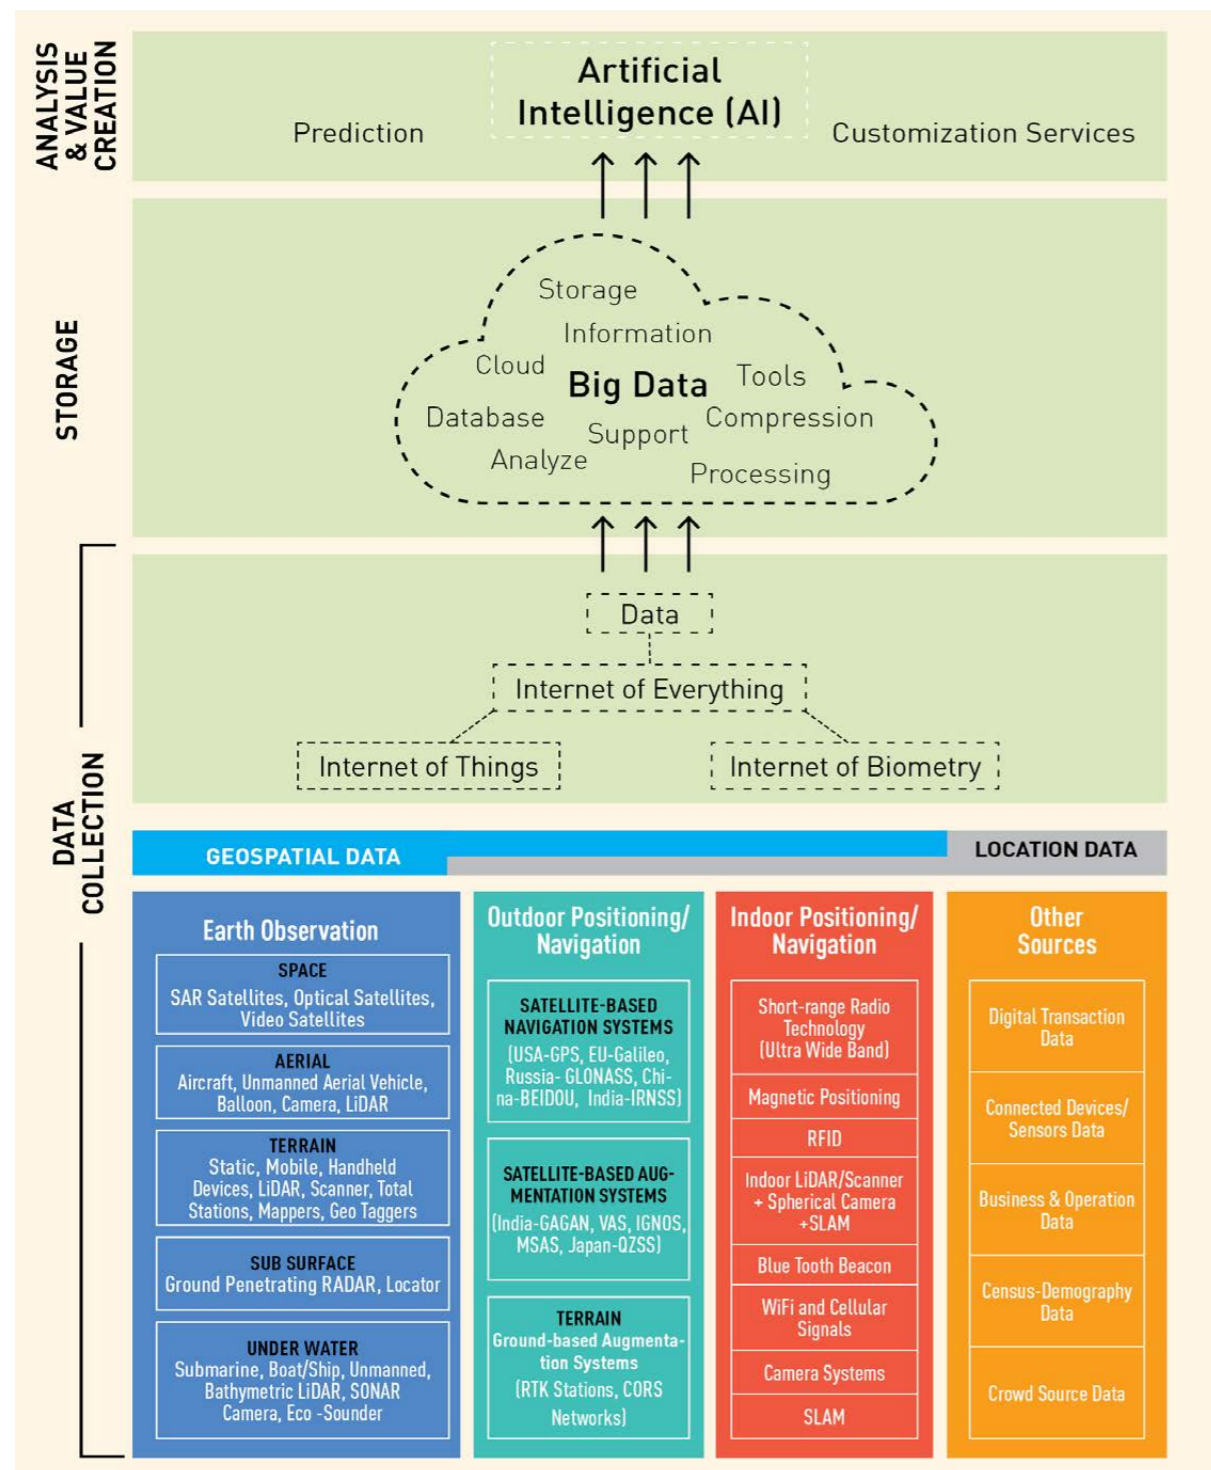 ANALYSIS
& VALUE
CREATION
Artificial
Intelligence (AI)
Prediction
Customization Services
STORAGE
Storage
Information
Cloud
Big Data
Tools
Database
Compression
Support
Analyze
Processing
DATA
COLLECTION
Data
Internet of Everything
Internet of Things
Internet of Biometry
GEOSPATIAL DATA
LOCATION DATA
Earth Observation
SPACE
SAR Satellites, Optical Satellites,
Video Satellites
AERIAL
Aircraft, Unmanned Aerial Vehicle,
Balloon, Camera, LiDAR
TERRAIN
Static, Mobile, Handheld
Devices, LiDAR, Scanner, Total
Stations, Mappers, Geo Taggers
SUB SURFACE
Ground Penetrating RADAR, Locator
UNDER WATER
Submarine, Boat/Ship, Unmanned,
Bathymetric LiDAR, SONAR
Camera, Eco -Sounder
Outdoor Positioning/
Navigation
SATELLITE-BASED
NAVIGATION SYSTEMS
(USA-GPS, EU-Galileo,
Russia- GLONASS, Chi-
na-BEIDOU, India-IRNSS)
SATELLITE-BASED AUG-
MENTATION SYSTEMS
(India-GAGAN, VAS, IGNOS,
MSAS, Japan-QZSS)
TERRAIN
Ground-based Augmenta-
tion Systems
(RTK Stations, CORS
Networks)
Indoor Positioning/
Navigation
Short-range Radio
Technology
(Ultra Wide Band)
Magnetic Positioning
RFID
Indoor LiDAR/Scanner
+ Spherical Camera
+SLAM
Blue Tooth Beacon
WiFi and Cellular
Signals
Camera Systems
SLAM
Other
Sources
Digital Transaction
Data
Connected Devices/
Sensors Data
Business & Operation
Data
Census-Demography
Data
Crowd Source Data